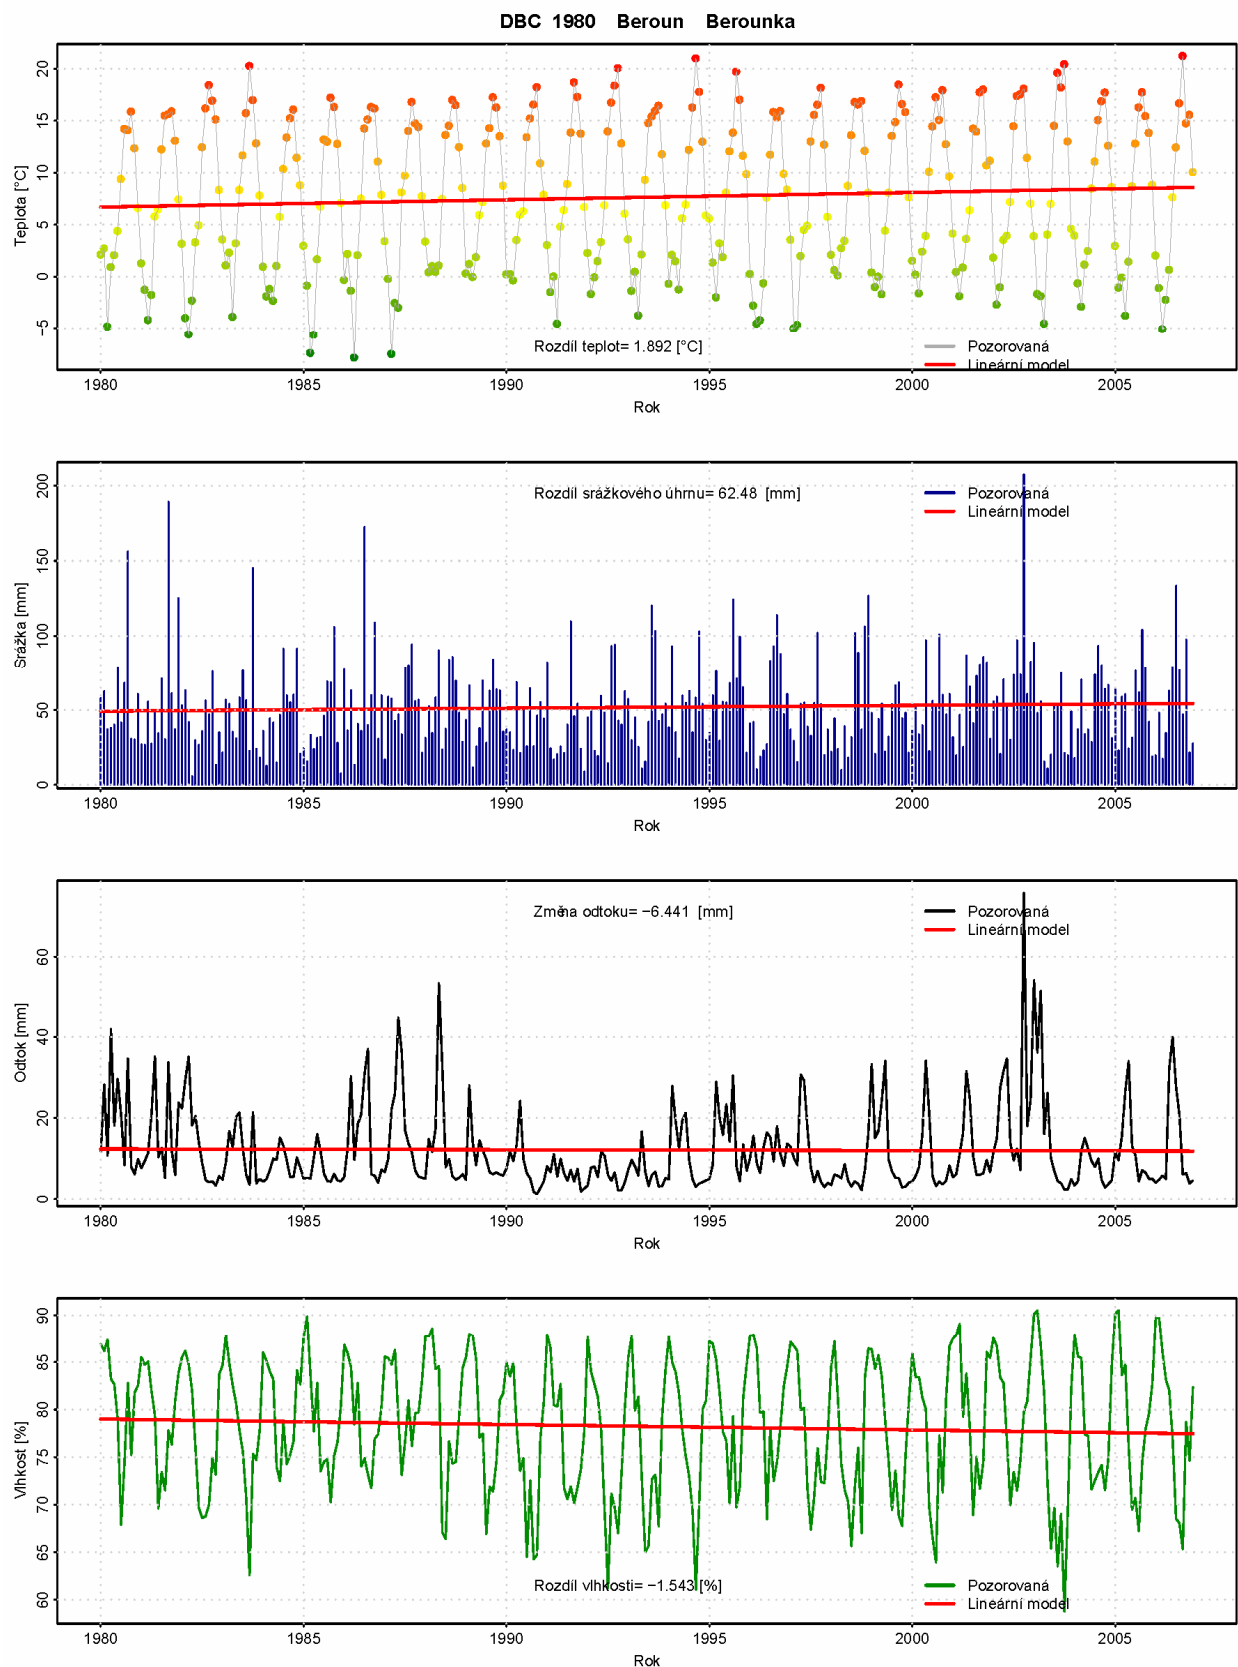 DBC 1980 Beroun Berounka
Teplota [°C]
20
15
10
5
0
−5
Rozdíl teplot= 1.892 [°C]
Pozorovaná
Lineární model
1980 1985 1990 1995 2000 2005
Rok
Srážka [mm]
200
150
100
50
0
Rozdíl srážkového úhrnu= 62.48 [mm]
Pozorovaná
Lineární model
1980 1985 1990 1995 2000 2005
Rok
Odtok [mm]
60
40
20
0
Změna odtoku= −6.441 [mm]
Pozorovaná
Lineární model
1980 1985 1990 1995 2000 2005
Rok
Vlhkost [%]
90
85
80
75
70
65
60
Rozdíl vlhkosti= −1.543 [%]
Pozorovaná
Lineární model
1980 1985 1990 1995 2000 2005
Rok